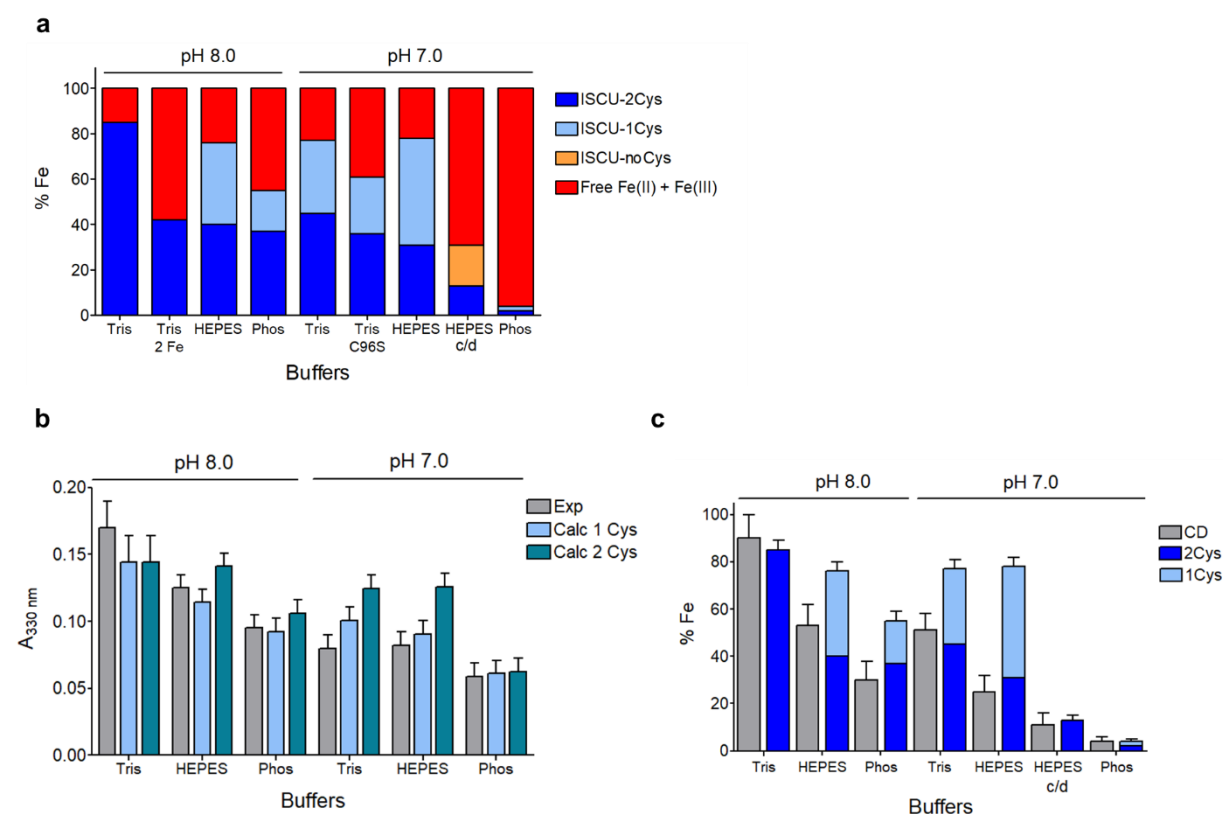 a
pH 8.0 pH 7.0
100
80
60
40
20
0
% Fe
Tris Tris 2 Fe HEPES Phos Tris Tris C96S HEPES HEPES c/d Phos
Buffers
ISCU-2Cys
ISCU-1Cys
ISCU-noCys
Free Fe(II) + Fe(III)
b
pH 8.0 pH 7.0
0.20
0.15
0.10
0.05
0.00
A330 nm
Tris HEPES Phos Tris HEPES Phos
Buffers
Exp
Calc 1 Cys
Calc 2 Cys
c
pH 8.0 pH 7.0
100
80
60
40
20
0
% Fe
Tris HEPES Phos Tris HEPES HEPES c/d Phos
Buffers
CD
2Cys
1Cys